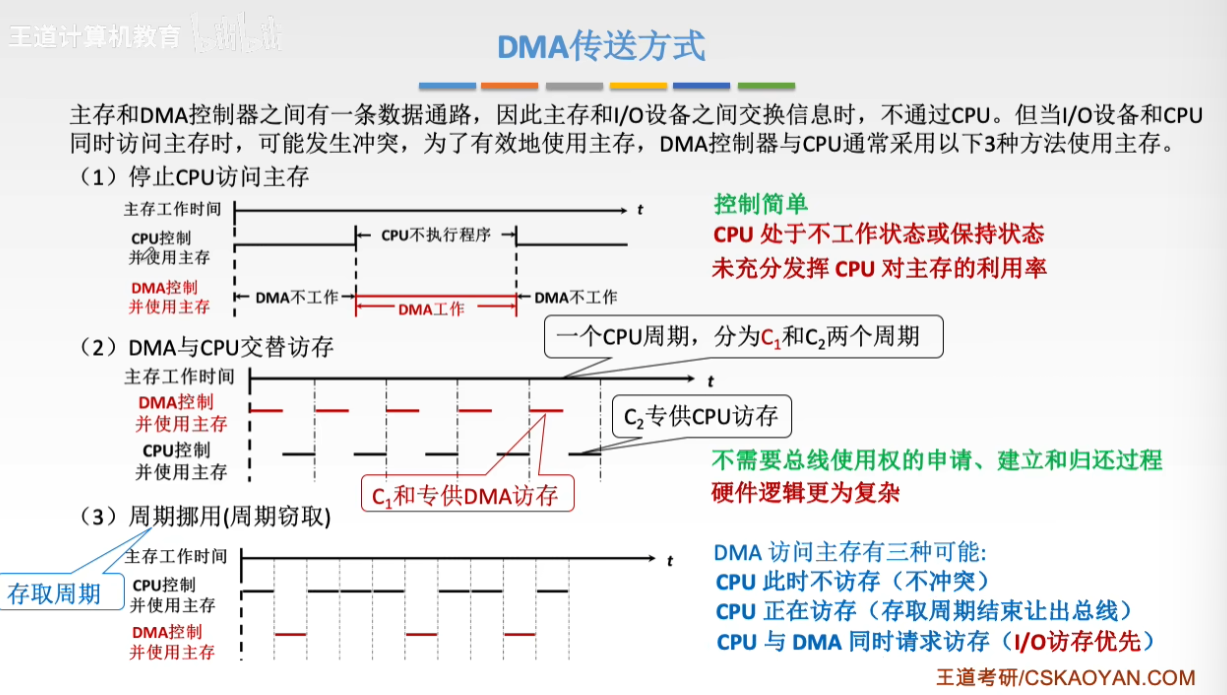 王道计算机教育 bilibili
DMA传送方式
主存和DMA控制器之间有一条数据通路，因此主存和I/O设备之间交换信息时，不通过CPU。但当I/O设备和CPU
同时访问主存时，可能发生冲突，为了有效地使用主存，DMA控制器与CPU通常采用以下3种方法使用主存。
（1）停止CPU访问主存
主存工作时间
t
控制简单
CPU控制
并使用主存
CPU不执行程序
CPU 处于不工作状态或保持状态
未充分发挥 CPU 对主存的利用率
DMA控制
并使用主存
DMA不工作
DMA工作
DMA不工作
（2）DMA与CPU交替访存
一个CPU周期，分为C1和C2两个周期
主存工作时间
t
DMA控制
并使用主存
C2专供CPU访存
CPU控制
并使用主存
C1和专供DMA访存
不需要总线使用权的申请、建立和归还过程
硬件逻辑更为复杂
（3）周期挪用(周期窃取)
主存工作时间
t
存取周期
CPU控制
并使用主存
DMA控制
并使用主存
DMA 访问主存有三种可能:
CPU 此时不访存（不冲突）
CPU 正在访存（存取周期结束让出总线）
CPU 与 DMA 同时请求访存（I/O访存优先）
王道考研/CSKAOYAN.COM